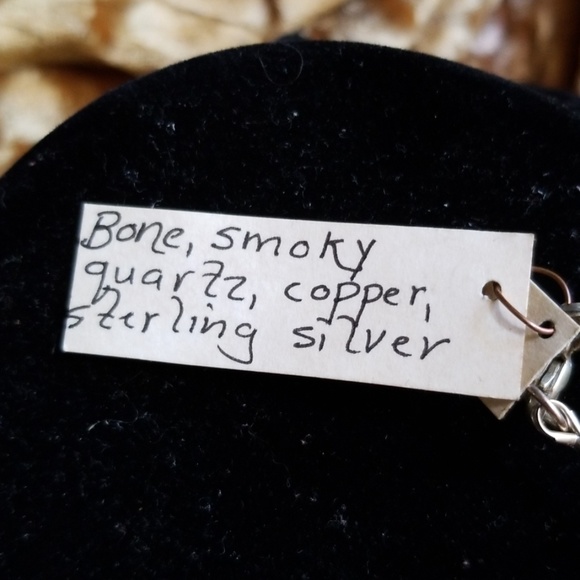 Bone, smoky
quartz, copper,
sterling silver